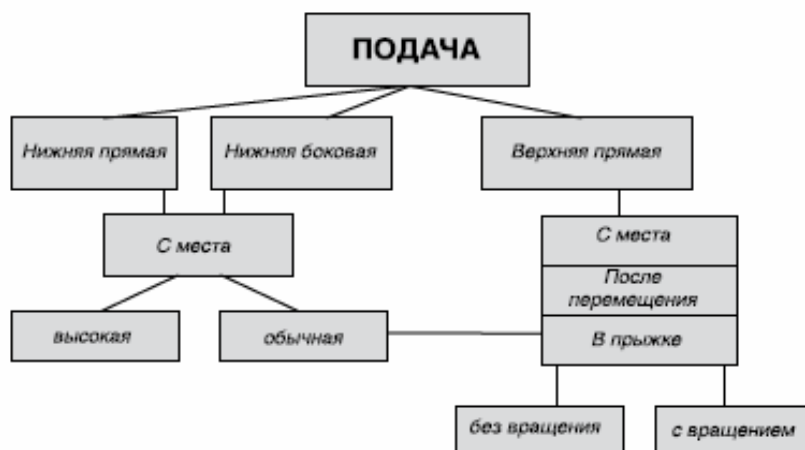 ПОДАЧА
Нижняя прямая
Нижняя боковая
Верхняя прямая
С места
С места
После
перемещения
высокая
обычная
В прыжке
без вращения
с вращением